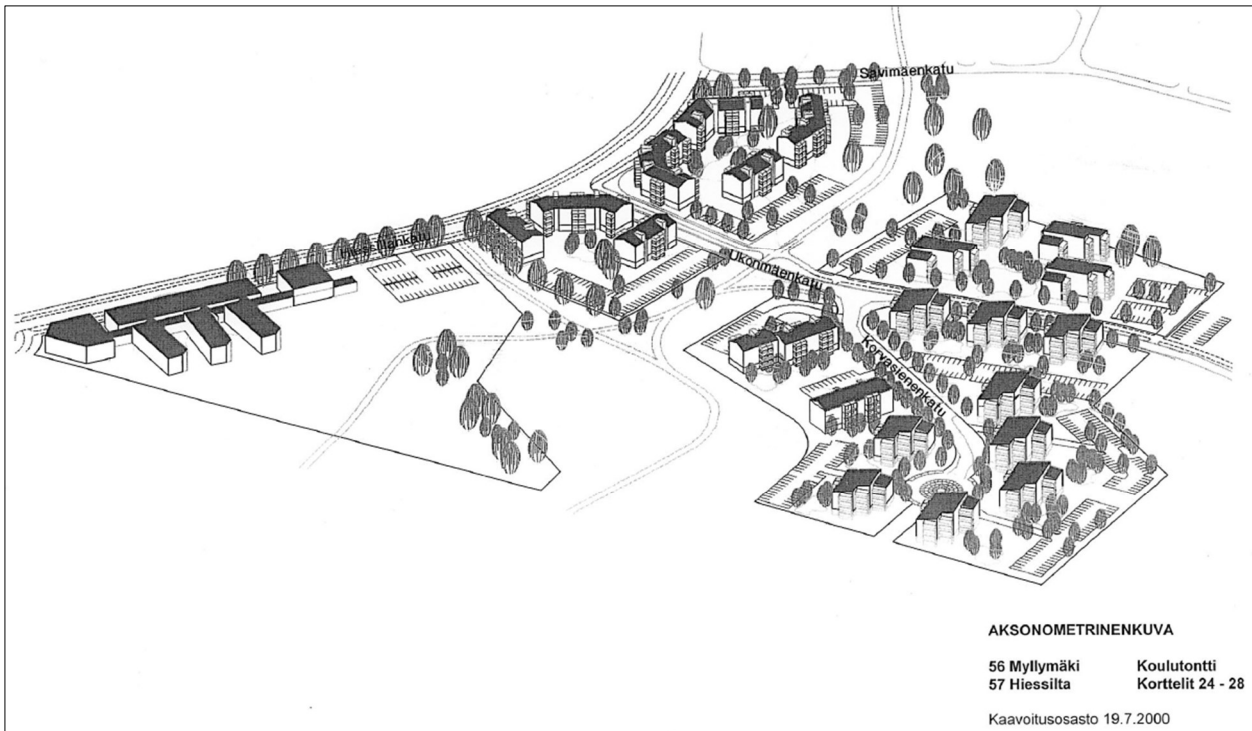 Savimäenkatu
Ukonmäenkatu
Korvasienenkatu
AKSONOMETRINENKUVA
56 Myllymäki Koulutontti
57 Hiessilta Korttelit 24 - 28
Kaavoitusosasto 19.7.2000